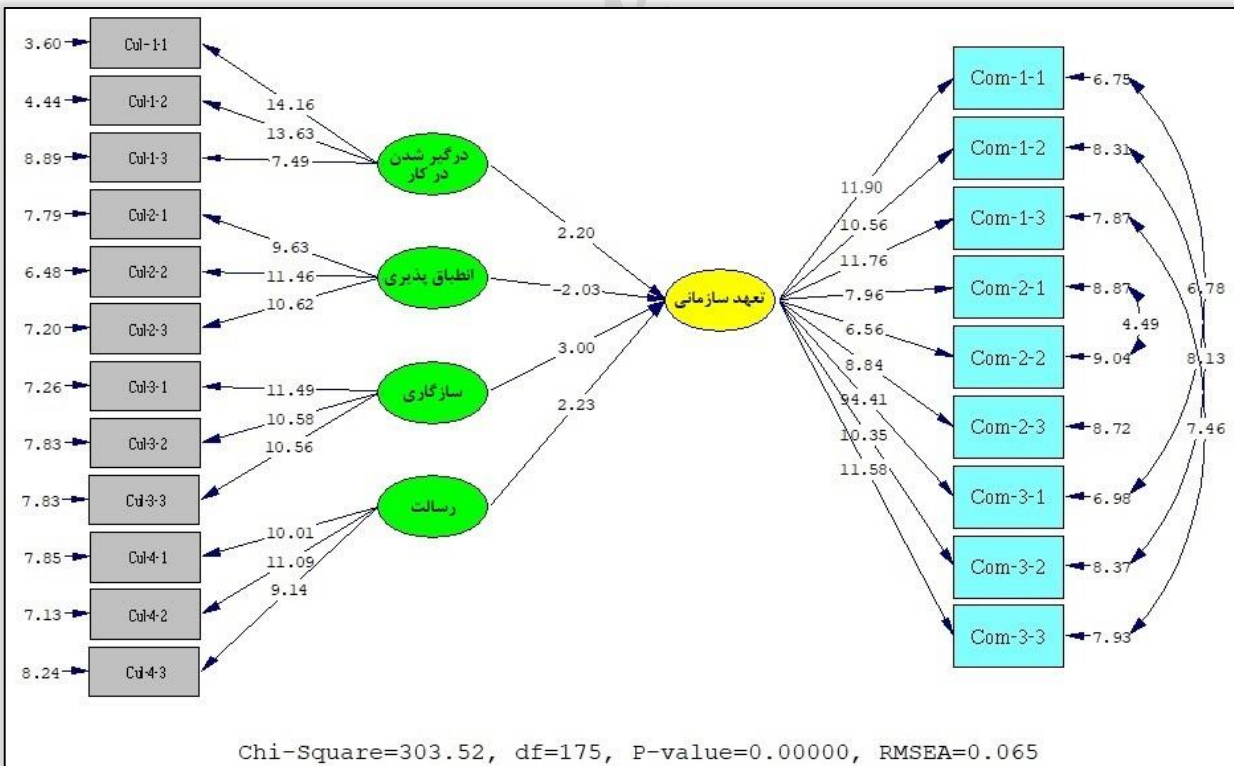 3.60
Cul-1-1
4.44
Cul-1-2
8.89
Cul-1-3
7.79
Cul-2-1
6.48
Cul-2-2
7.20
Cul-2-3
7.26
Cul-3-1
7.83
Cul-3-2
7.83
Cul-3-3
7.85
Cul-4-1
7.13
Cul-4-2
8.24
Cul-4-3
14.16
13.63
7.49
9.63
11.46
10.62
11.49
10.58
10.56
10.01
11.09
9.14
درگیر شدن
در کار
انطباق پذیری
سازگاری
رسالت
2.20
-2.03
3.00
2.23
تعهد سازمانی
11.90
10.56
11.76
7.96
6.56
8.84
94.41
10.35
11.58
Com-1-1
6.75
Com-1-2
8.31
Com-1-3
7.87
Com-2-1
8.87
Com-2-2
9.04
Com-2-3
8.72
Com-3-1
6.98
Com-3-2
8.37
Com-3-3
7.93
6.78
4.49
8.13
7.46
Chi-Square=303.52, df=175, P-value=0.00000, RMSEA=0.065